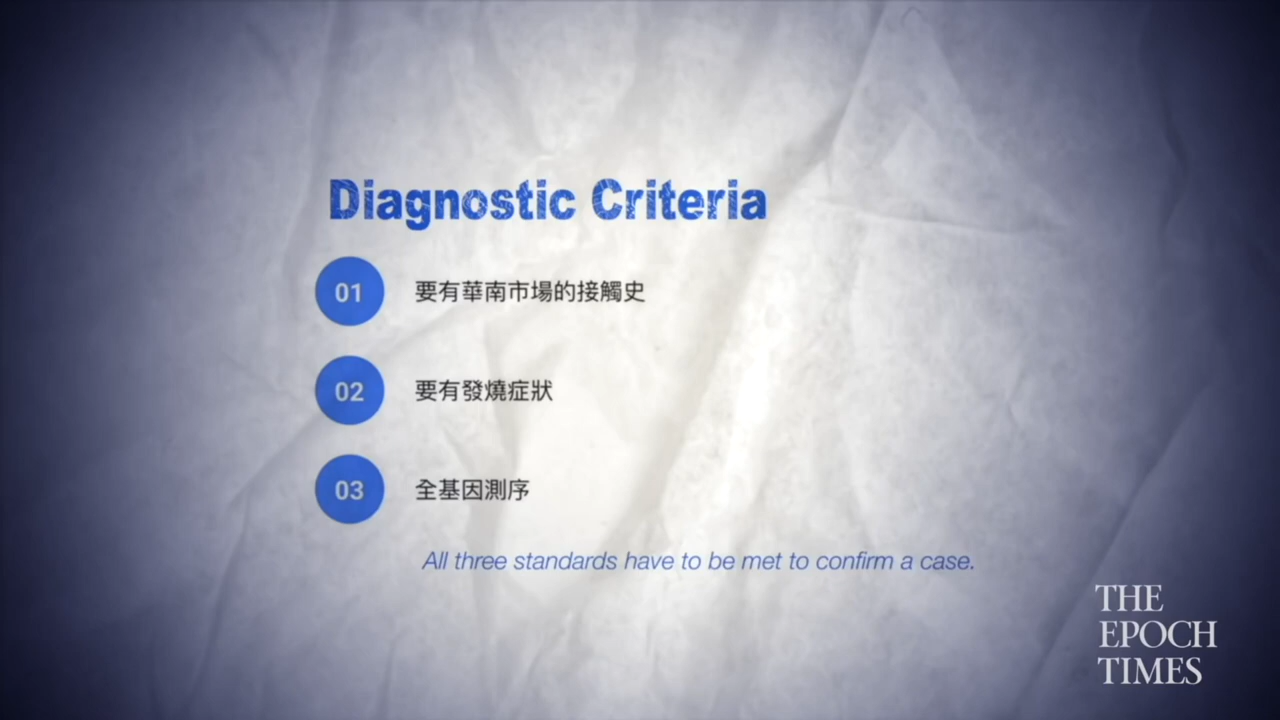 Diagnostic Criteria
01 要有華南市場的接觸史
02 要有發燒症狀
03 全基因測序
All three standards have to be met to confirm a case.
THE
EPOCH
TIMES